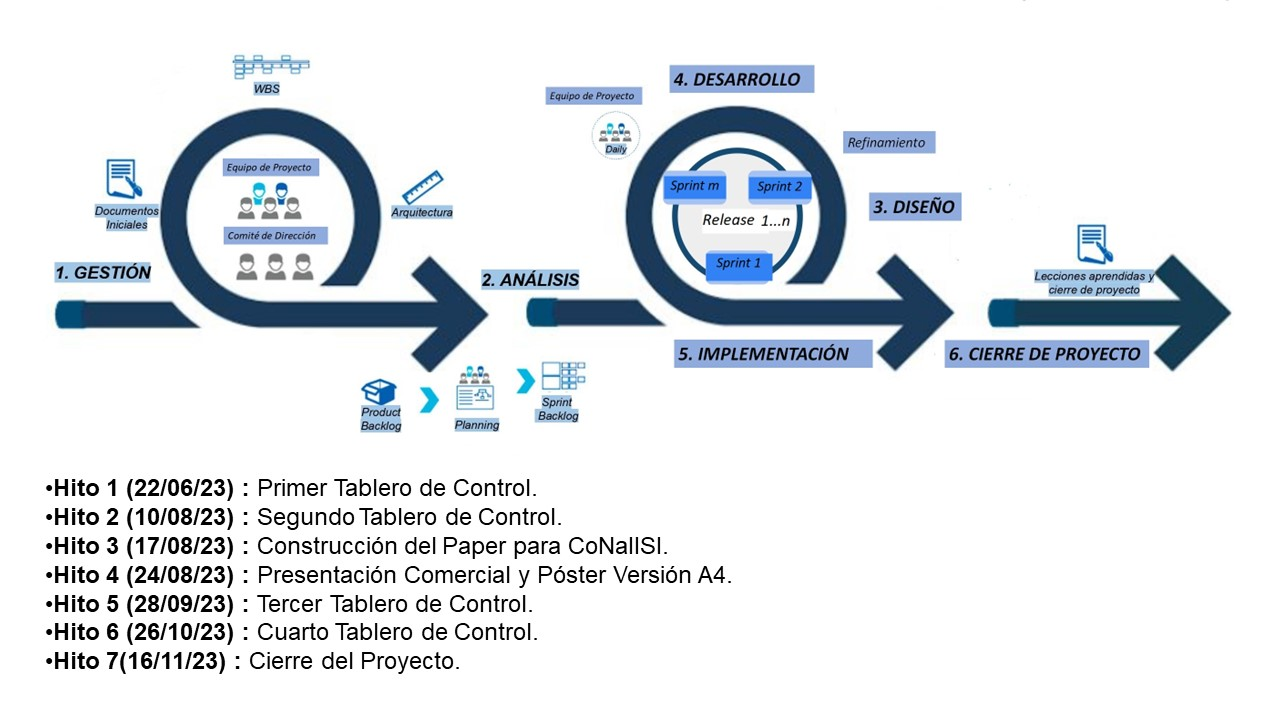 WBS
Equipo de Proyecto
Documentos
Iniciales
Arquitectura
Comité de Dirección
1. GESTIÓN
2. ANÁLISIS
Product
Backlog
Planning
Sprint
Backlog
4. DESARROLLO
Equipo de Proyecto
Daily
Refinamiento
Sprint m
Sprint 2
Release 1...n
Sprint 1
3. DISEÑO
5. IMPLEMENTACIÓN
Lecciones aprendidas y
cierre de proyecto
6. CIERRE DE PROYECTO
•Hito 1 (22/06/23) : Primer Tablero de Control.
•Hito 2 (10/08/23) : Segundo Tablero de Control.
•Hito 3 (17/08/23) : Construcción del Paper para CoNaIISI.
•Hito 4 (24/08/23) : Presentación Comercial y Póster Versión A4.
•Hito 5 (28/09/23) : Tercer Tablero de Control.
•Hito 6 (26/10/23) : Cuarto Tablero de Control.
•Hito 7(16/11/23) : Cierre del Proyecto.